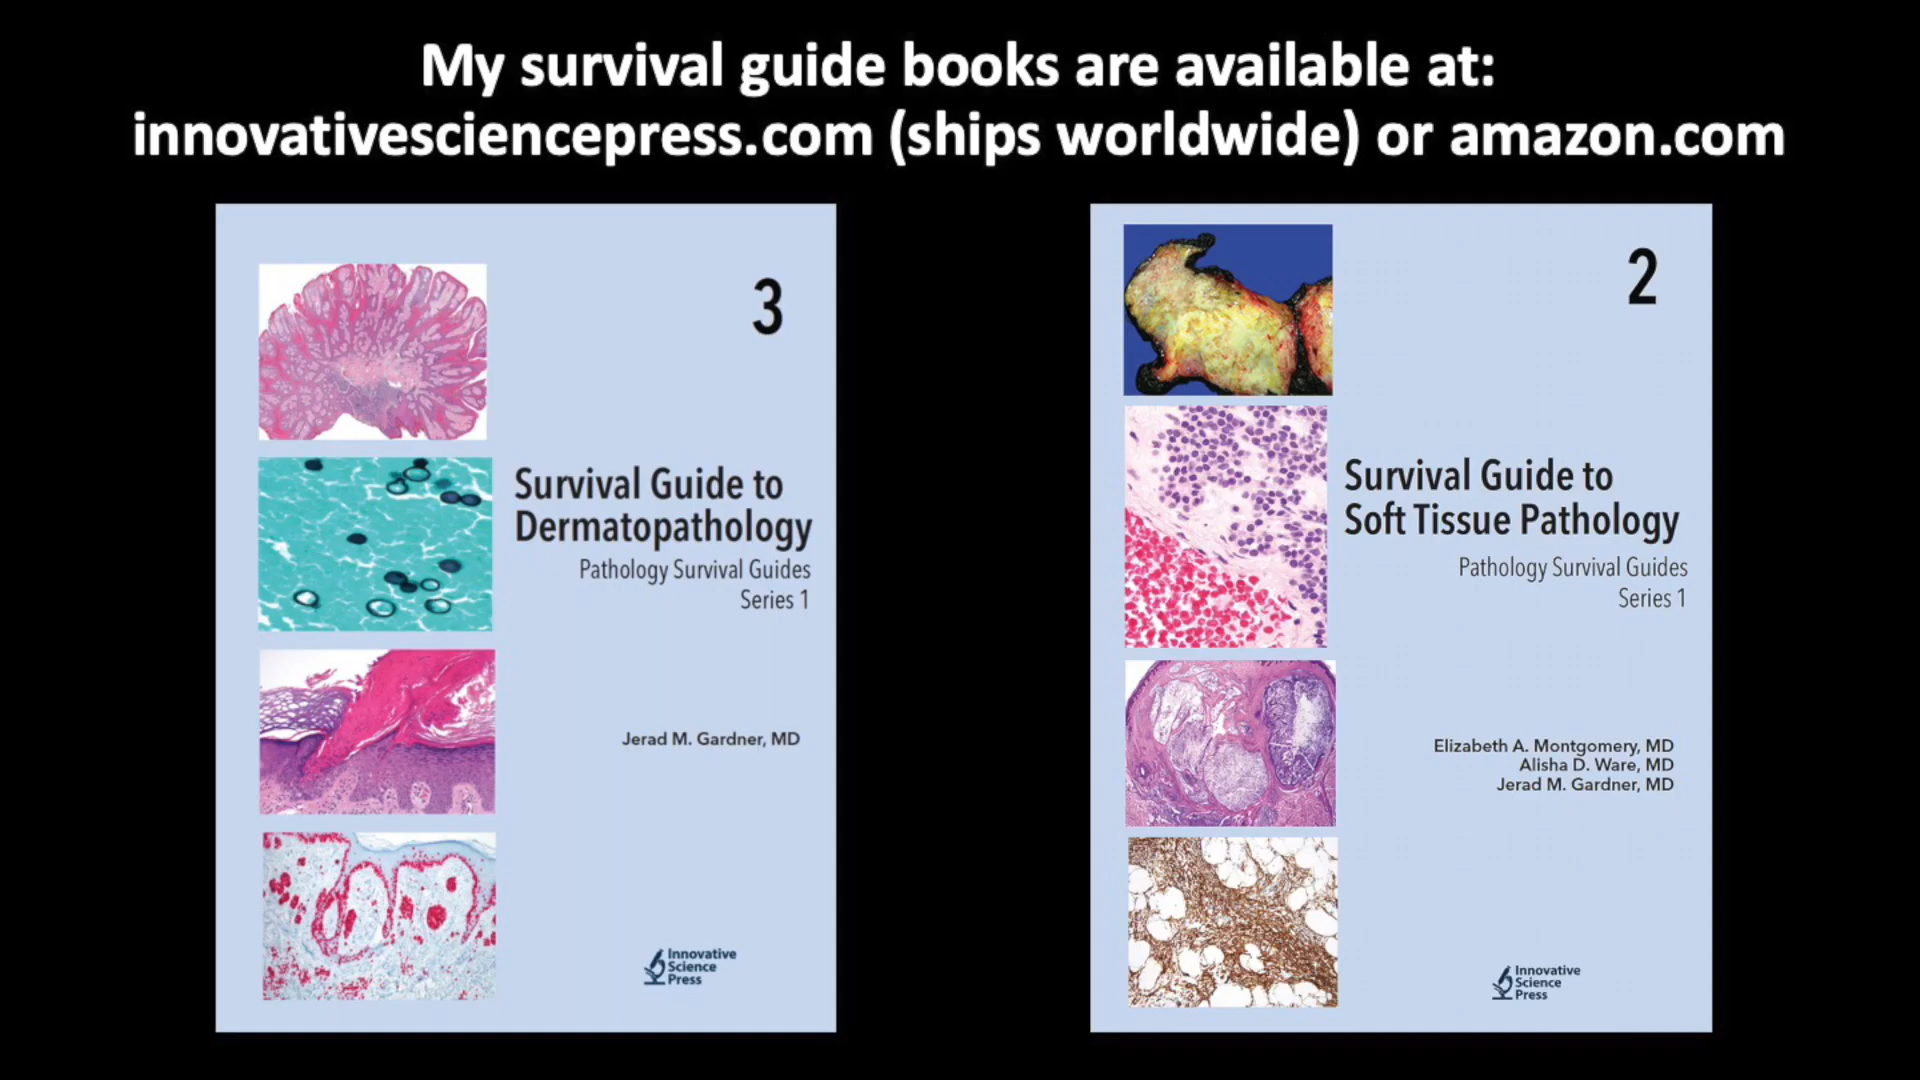 My survival guide books are available at:
innovativesciencepress.com (ships worldwide) or amazon.com
3
Survival Guide to
Dermatopathology
Pathology Survival Guides
Series 1
Jerad M. Gardner, MD
Innovative
Science
Press
2
Survival Guide to
Soft Tissue Pathology
Pathology Survival Guides
Series 1
Elizabeth A. Montgomery, MD
Alisha D. Ware, MD
Jerad M. Gardner, MD
Innovative
Science
Press